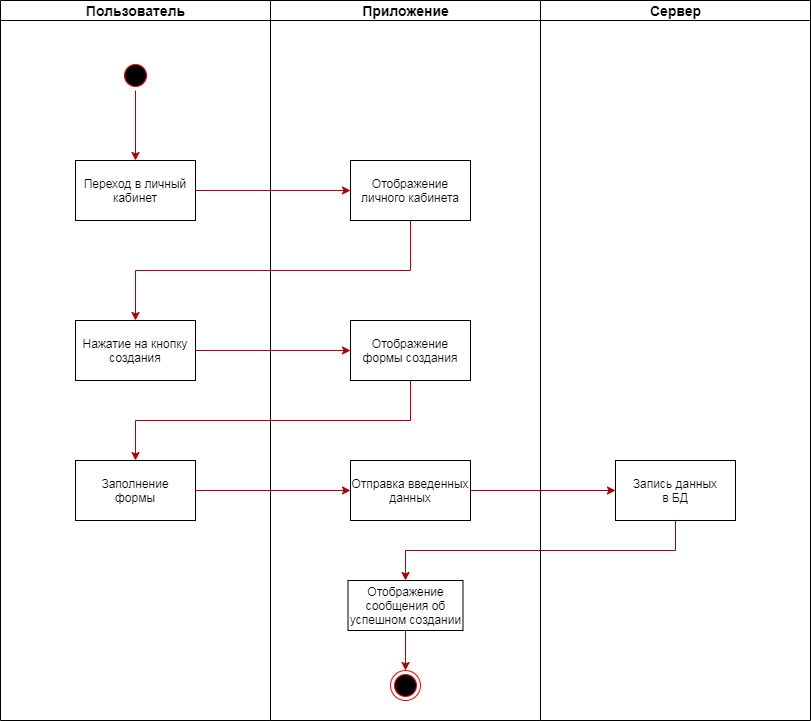 Пользователь
Приложение
Сервер
Переход в личный
кабинет
Отображение
личного кабинета
Нажатие на кнопку
создания
Отображение
формы создания
Заполнение
формы
Отправка введенных
данных
Запись данных
в БД
Отображение
сообщения об
успешном создании